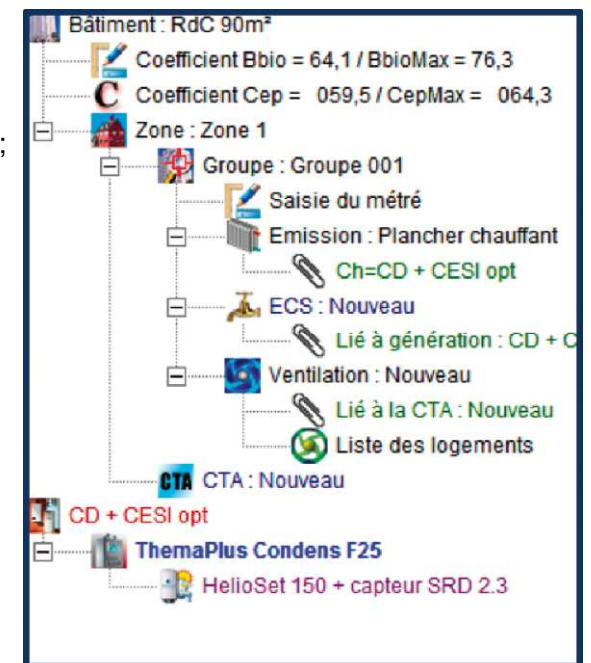 Bâtiment : RdC 90m²
Coefficient Bbio = 64,1 / BbioMax = 76,3
C Coefficient Cep = 059,5 / CepMax = 064,3
;
Zone : Zone 1
Groupe : Groupe 001
Saisie du métré
Emission : Plancher chauffant
Ch=CD + CESI opt
ECS : Nouveau
Lié à génération : CD + C
Ventilation : Nouveau
Lié à la CTA : Nouveau
Liste des logements
CTA CTA : Nouveau
CD + CESI opt
ThemaPlus Condens F25
HelioSet 150 + capteur SRD 2.3